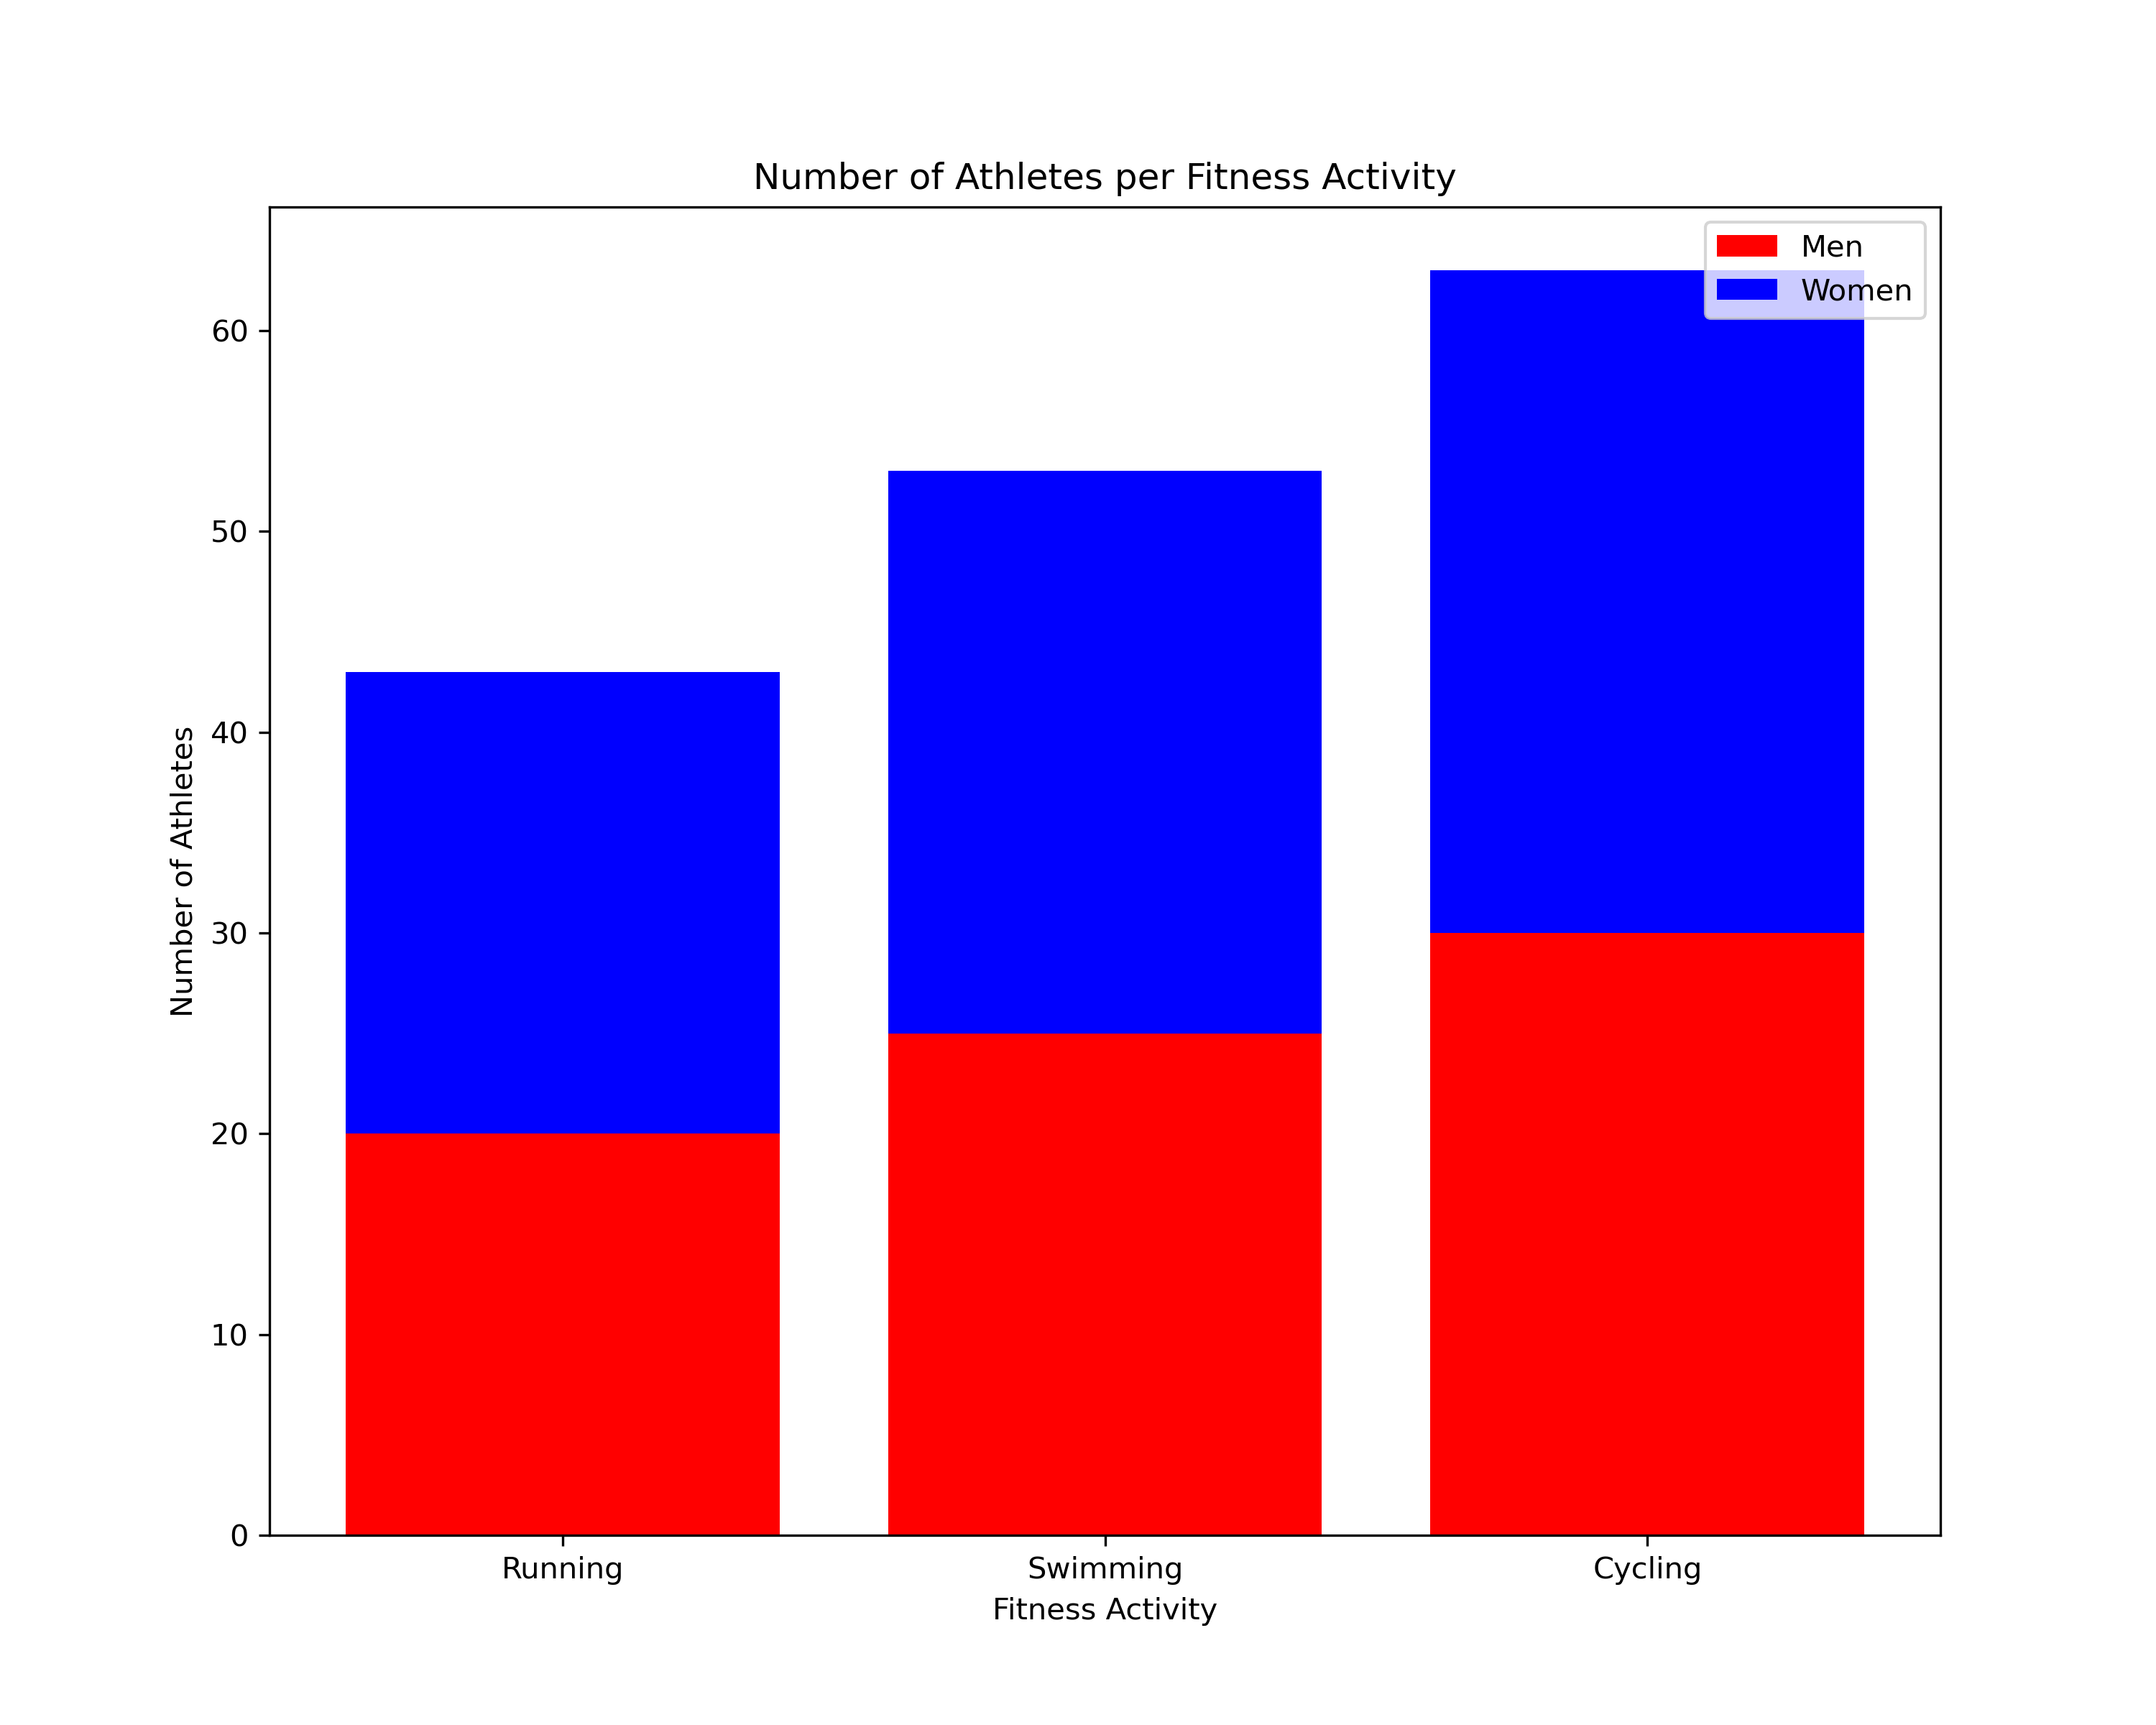 Number of Athletes per Fitness Activity
Men
Women
Number of Athletes
60
50
40
30
20
10
0
Running Swimming Cycling
Fitness Activity